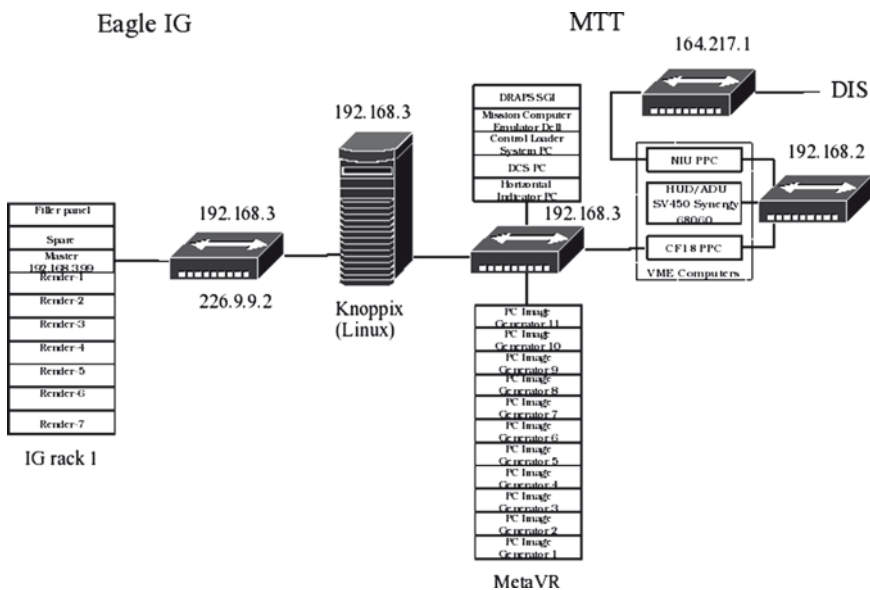 Eagle IG
MTT
164.217.1
DIS
192.168.3
DRAPS SGI
Mission Computer
Emulator Dell
Control Loader
System PC
DCS PC
Horizontal
Indicator PC
NIU PPC
HUD/ADU
SV450 Synergy
68060
CF18 PPC
VME Computers
192.168.2
192.168.3
Filler panel
Spare
Master
192.168.3.99
Render-1
Render-2
Render-3
Render-4
Render-5
Render-6
Render-7
IG rack 1
192.168.3
226.9.9.2
Knoppix
(Linux)
PC Image
Generator 11
PC Image
Generator 10
PC Image
Generator 9
PC Image
Generator 8
PC Image
Generator 7
PC Image
Generator 6
PC Image
Generator 5
PC Image
Generator 4
PC Image
Generator 3
PC Image
Generator 2
PC Image
Generator 1
MetaVR